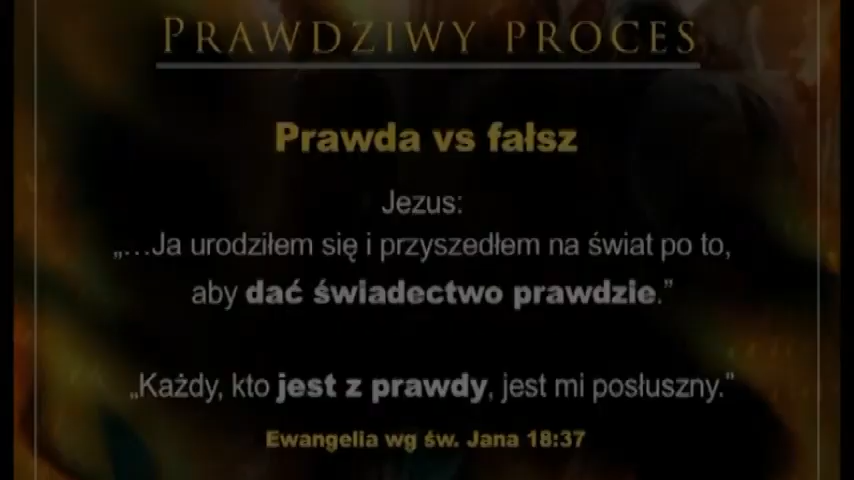 PRAWDZIWY PROCES
Prawda vs fałsz
Jezus:
„…Ja urodziłem się i przyszedłem na świat po to,
aby dać świadectwo prawdzie.”
„Każdy, kto jest z prawdy, jest mi posłuszny.”
Ewangelia wg św. Jana 18:37